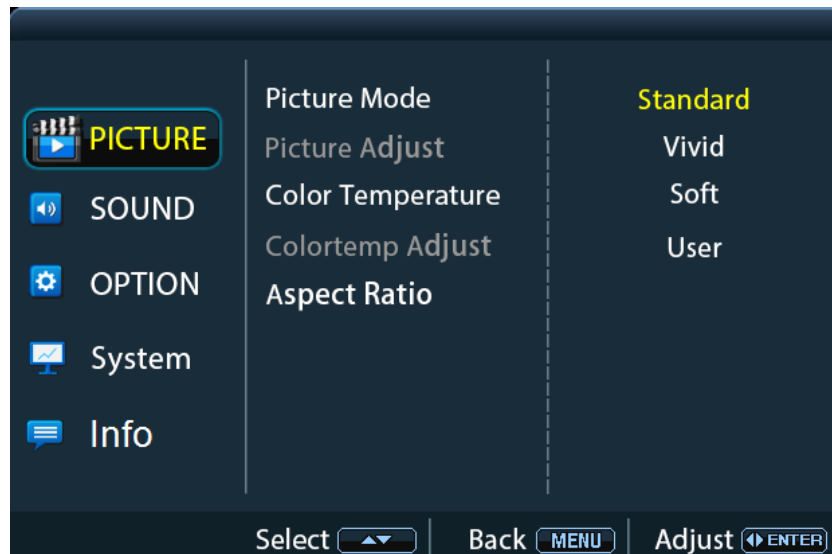 PICTURE
SOUND
OPTION
System
Info
Picture Mode
Picture Adjust
Color Temperature
Colortemp Adjust
Aspect Ratio
Standard
Vivid
Soft
User
Select Back MENU Adjust ENTER